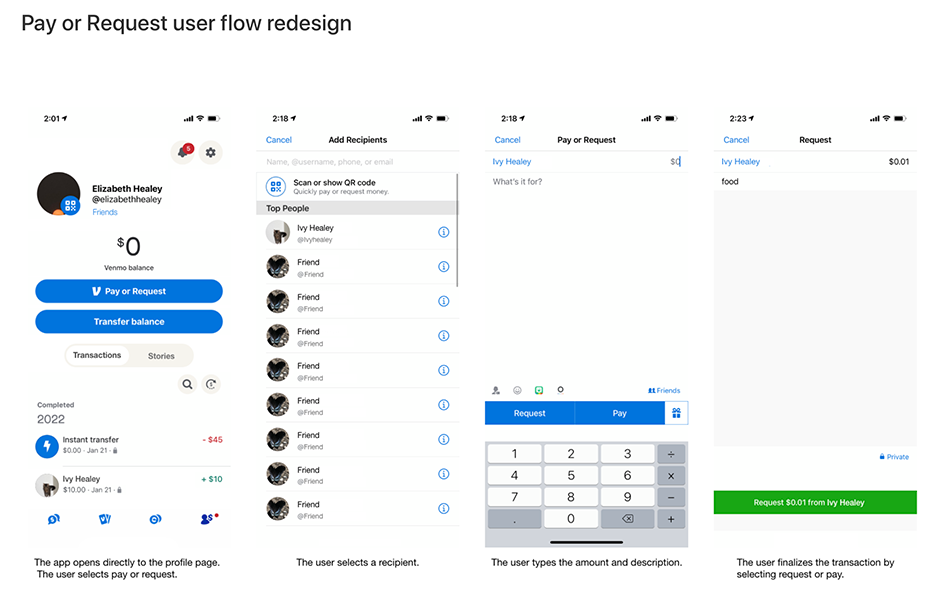 Pay or Request user flow redesign
2:01
5
Elizabeth Healey
@elizabethhealey
Friends
$0
Venmo balance
Pay or Request
Transfer balance
Transactions
Stories
Completed
2022
Instant transfer
- $45
$0.00 · Jan 21 ·
Ivy Healey
+ $10
$10.00 · Jan 21 ·
The app opens directly to the profile page.
The user selects pay or request.
2:18
Cancel
Add Recipients
Name, @username, phone, or email
Scan or show QR code
Quickly pay or request money.
Top People
Ivy Healey
@Ivyhealey
Friend
@Friend
Friend
@Friend
Friend
@Friend
Friend
@Friend
Friend
@Friend
Friend
@Friend
Friend
@Friend
Friend
@Friend
The user selects a recipient.
2:18
Cancel
Pay or Request
Ivy Healey
$0
What's it for?
Friends
Request
Pay
1
2
3
÷
4
5
6
x
7
8
9
−
.
0
+
The user types the amount and description.
2:23
Cancel
Request
Ivy Healey
$0.01
food
Private
Request $0.01 from Ivy Healey
The user finalizes the transaction by
selecting request or pay.